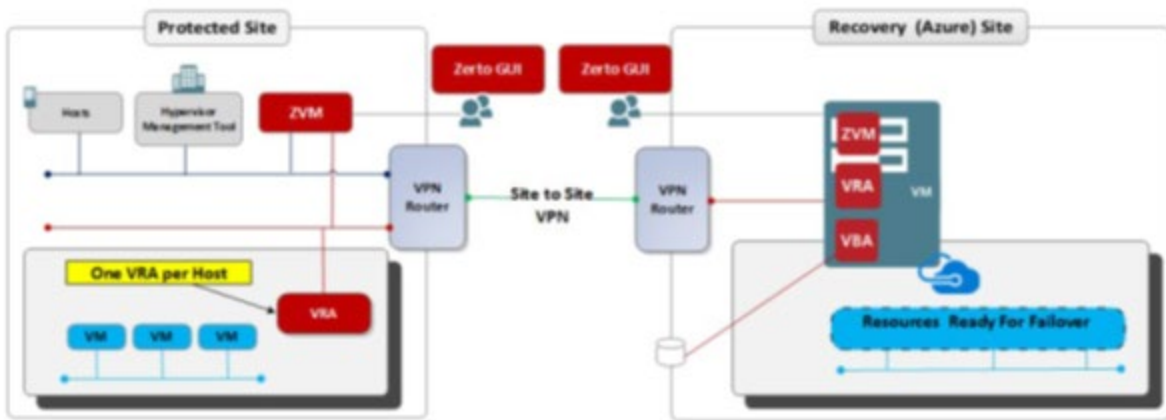 Protected Site
Recovery (Azure) Site
Zerto GUI
Zerto GUI
Hosts
Hypervisor
Management Tool
ZVM
ZVM
VPN
Router
Site to Site
VPN
VPN
Router
VRA
VM
VBA
One VRA per Host
VRA
VM
VM
VM
Resources Ready For Failover